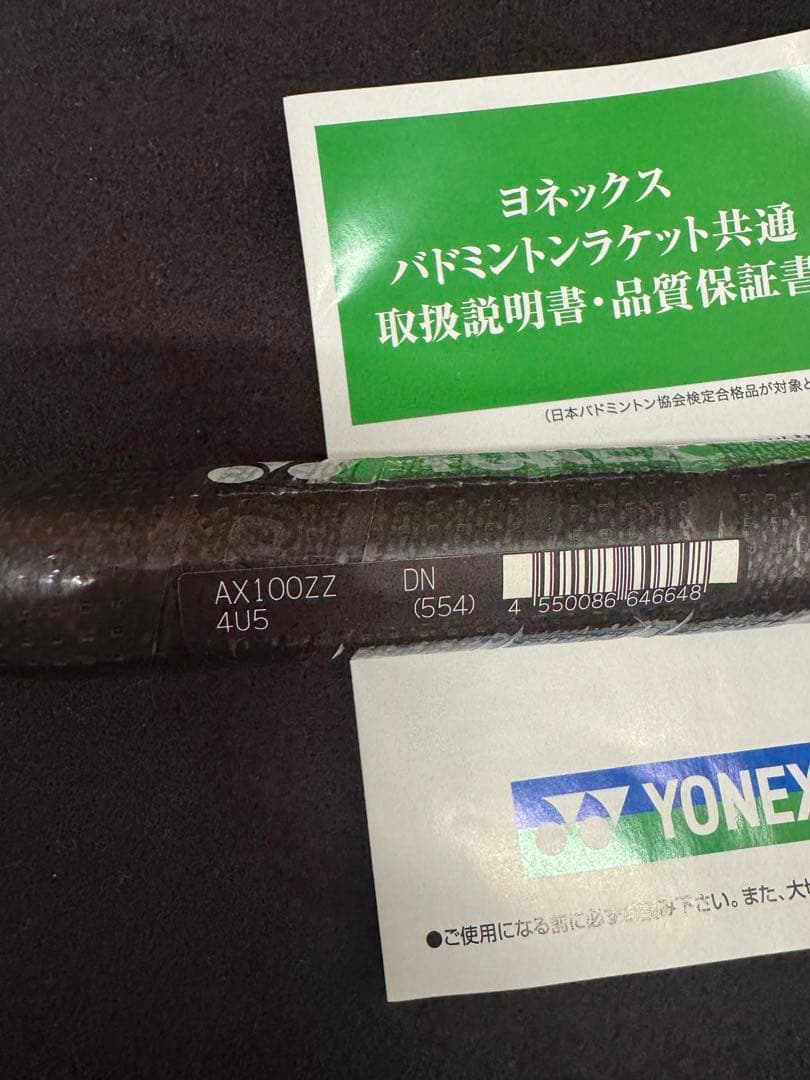 ヨネックス
バドミントンラケット共通
取扱説明書・品質保証書
(日本バドミントン協会検定合格品が対象と
AX100ZZ DN
4U5 (554)
4 550086 646648
YONEX
●ご使用になる前に必ずお読み下さい。また、大切